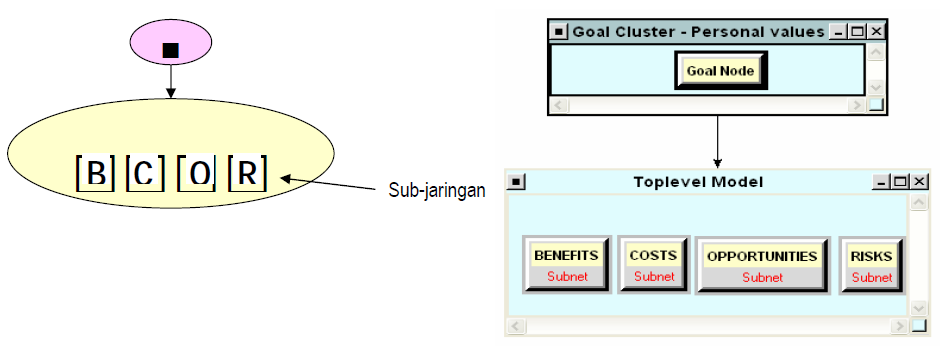 [B] [C] [O] [R]
Sub-jaringan
Goal Cluster - Personal values
Goal Node
Toplevel Model
BENEFITS
Subnet
COSTS
Subnet
OPPORTUNITIES
Subnet
RISKS
Subnet